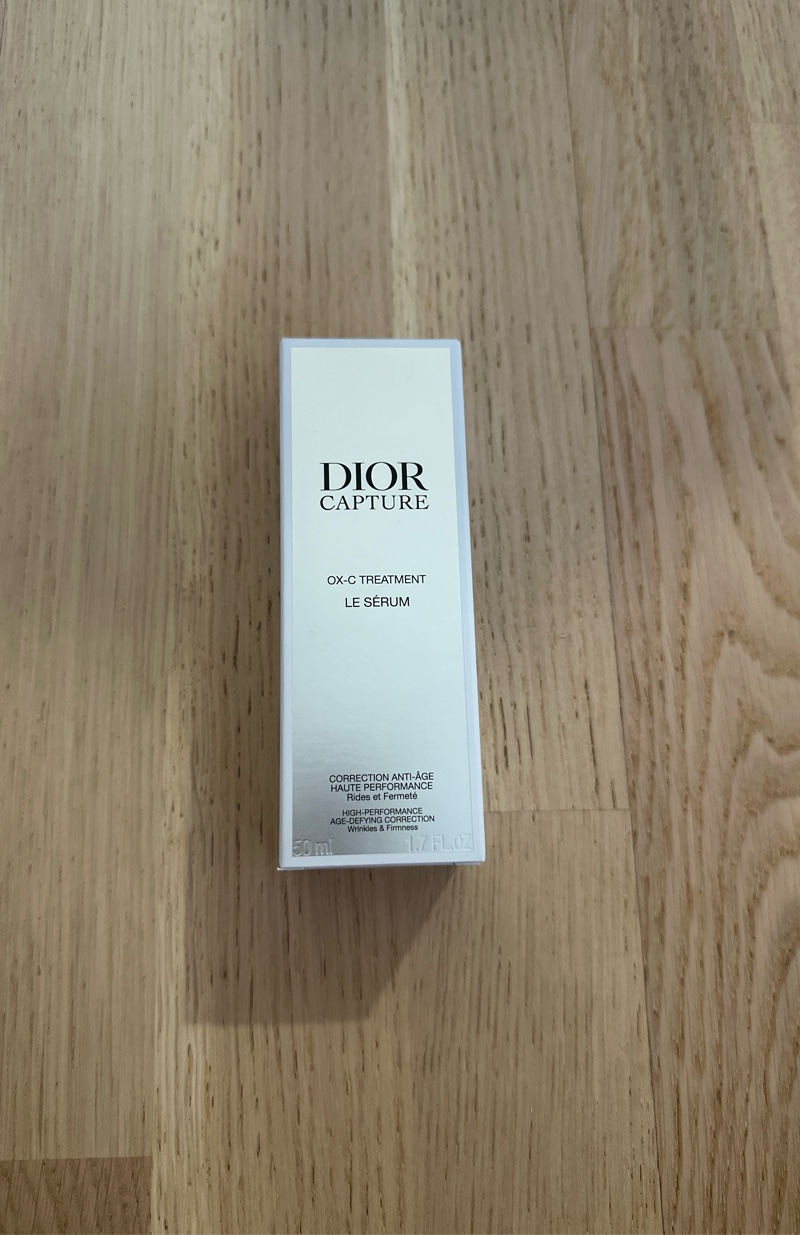 DIOR
CAPTURE
OX-C TREATMENT
LE SÉRUM
CORRECTION ANTI-ÂGE
HAUTE PERFORMANCE
Rides et Fermeté
HIGH-PERFORMANCE
AGE-DEFYING CORRECTION
Wrinkles & Firmness
50 ml 1.7 FL.OZ